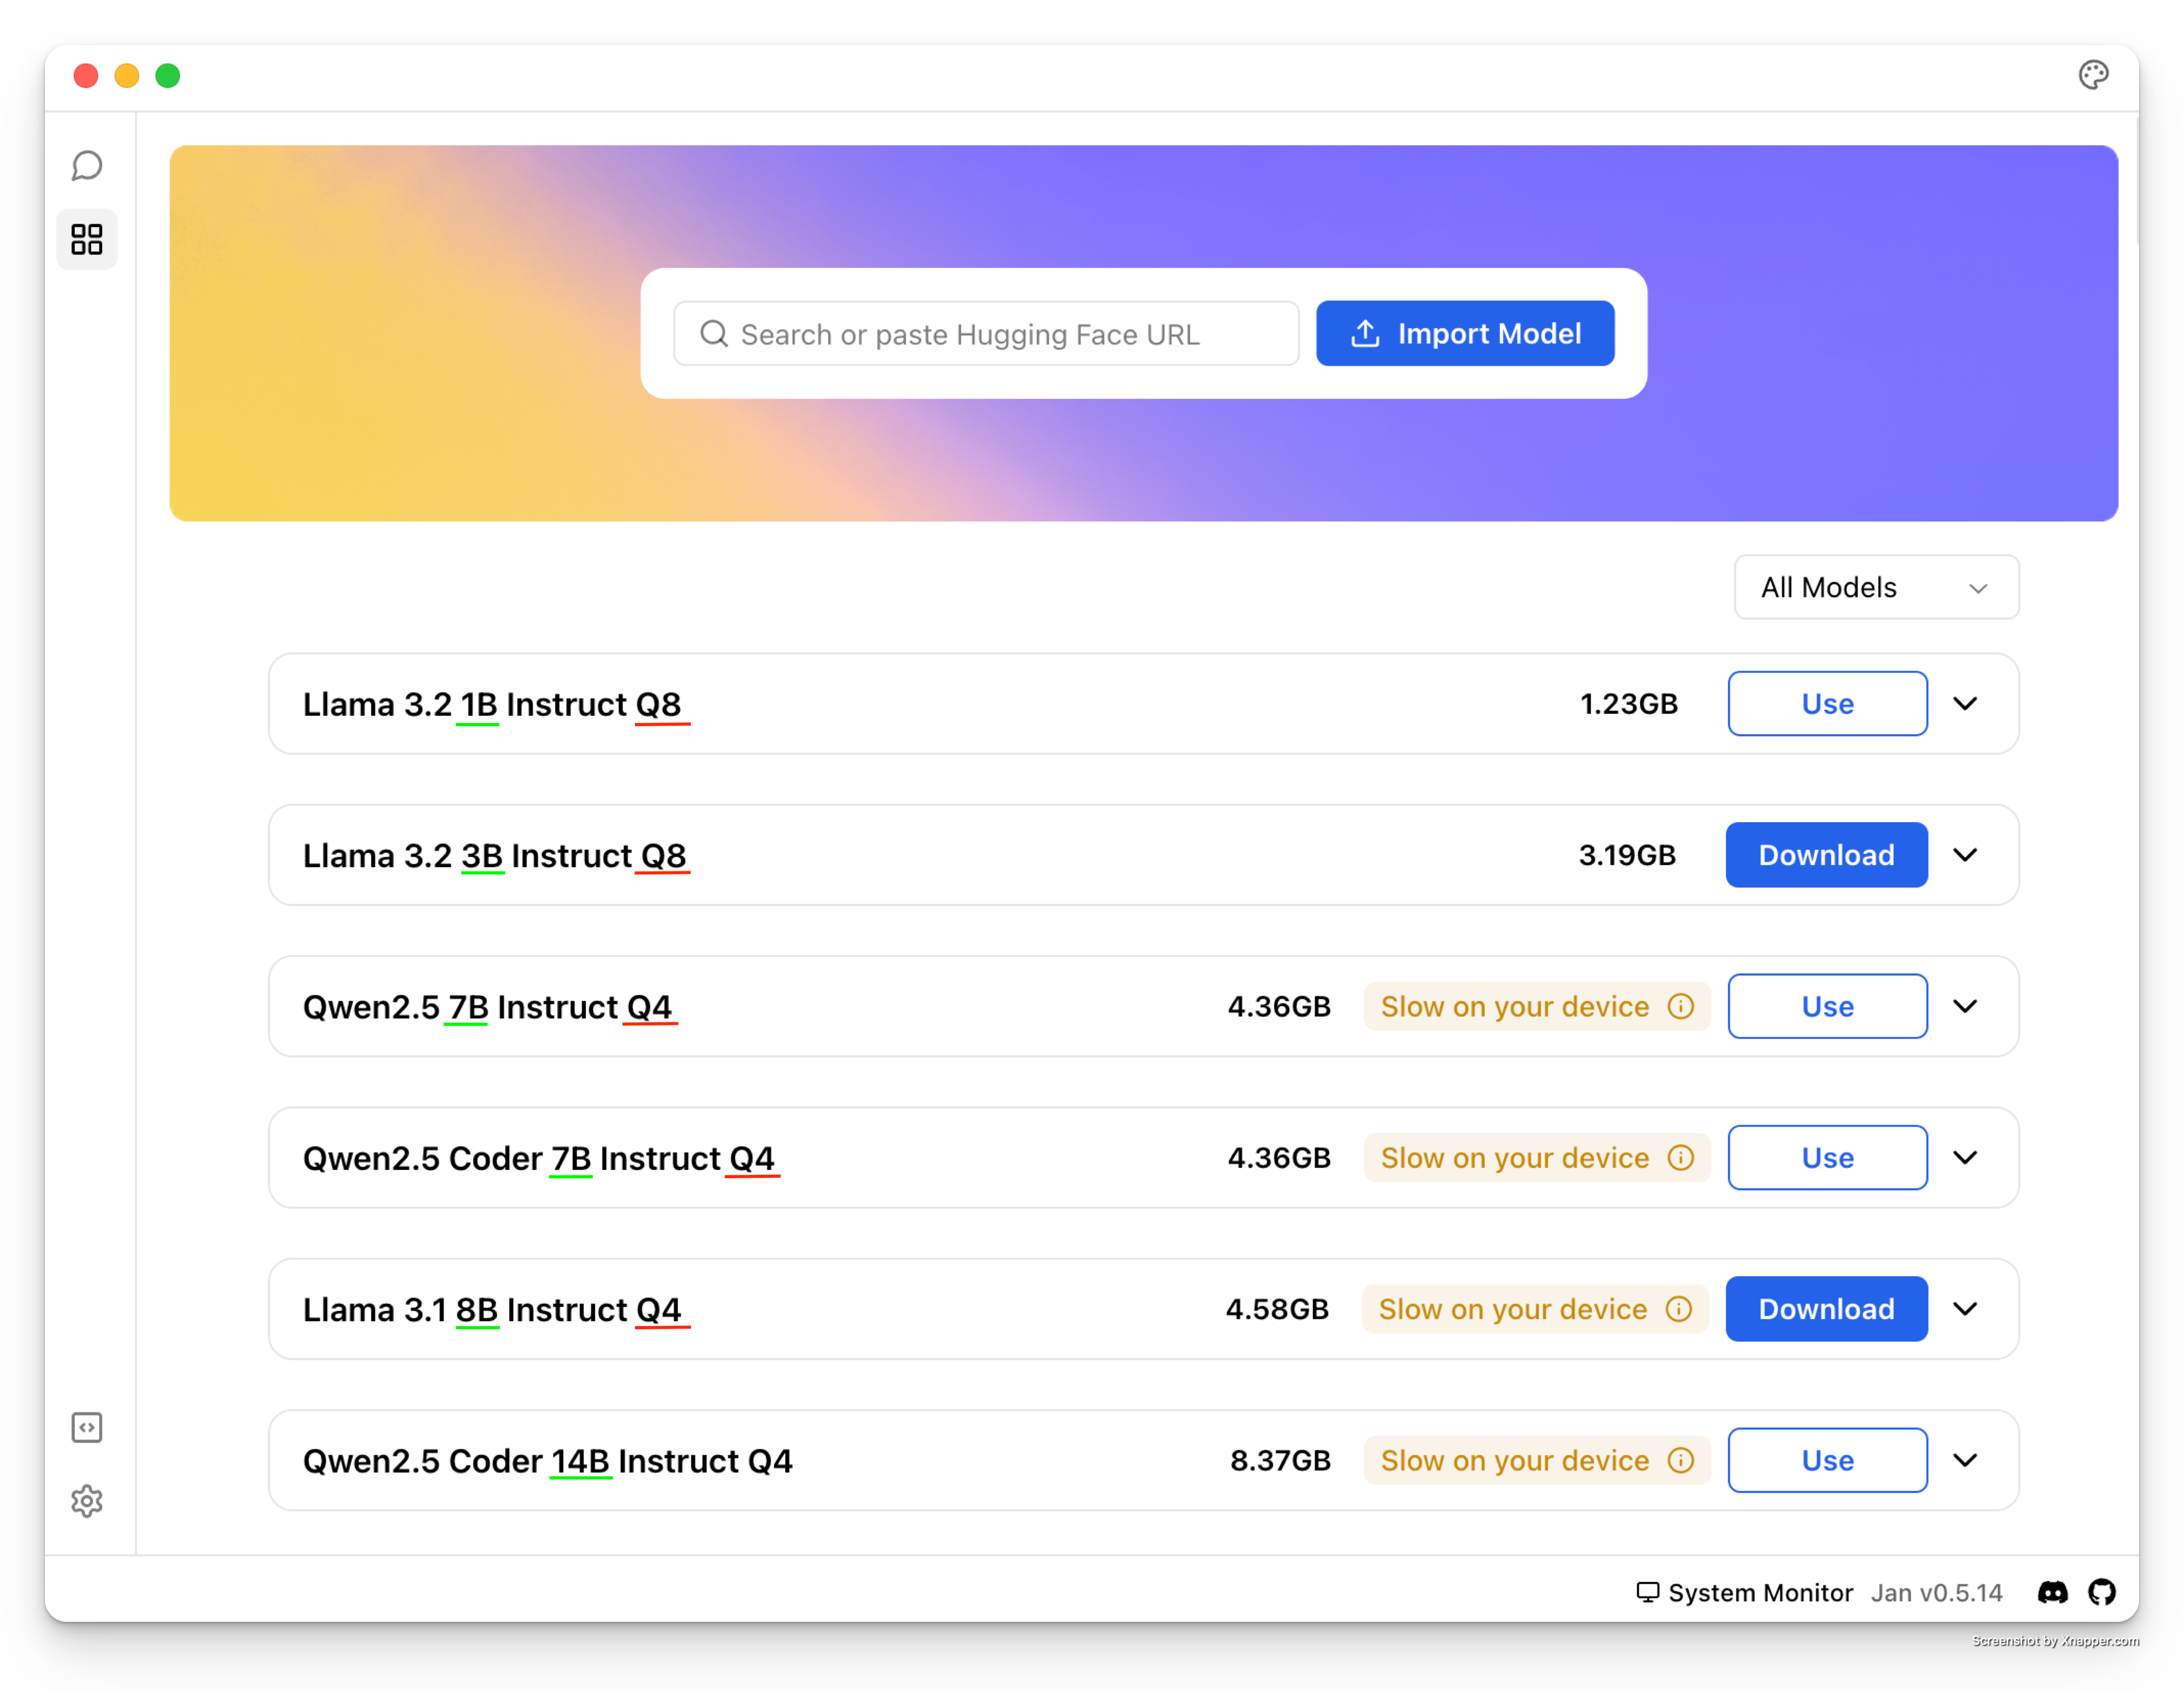 Search or paste Hugging Face URL
Import Model
All Models
Llama 3.2 1B Instruct Q8 1.23GB Use
Llama 3.2 3B Instruct Q8 3.19GB Download
Qwen2.5 7B Instruct Q4 4.36GB Slow on your device Use
Qwen2.5 Coder 7B Instruct Q4 4.36GB Slow on your device Use
Llama 3.1 8B Instruct Q4 4.58GB Slow on your device Download
Qwen2.5 Coder 14B Instruct Q4 8.37GB Slow on your device Use
System Monitor Jan v0.5.14
Screenshot by Xnapper.com